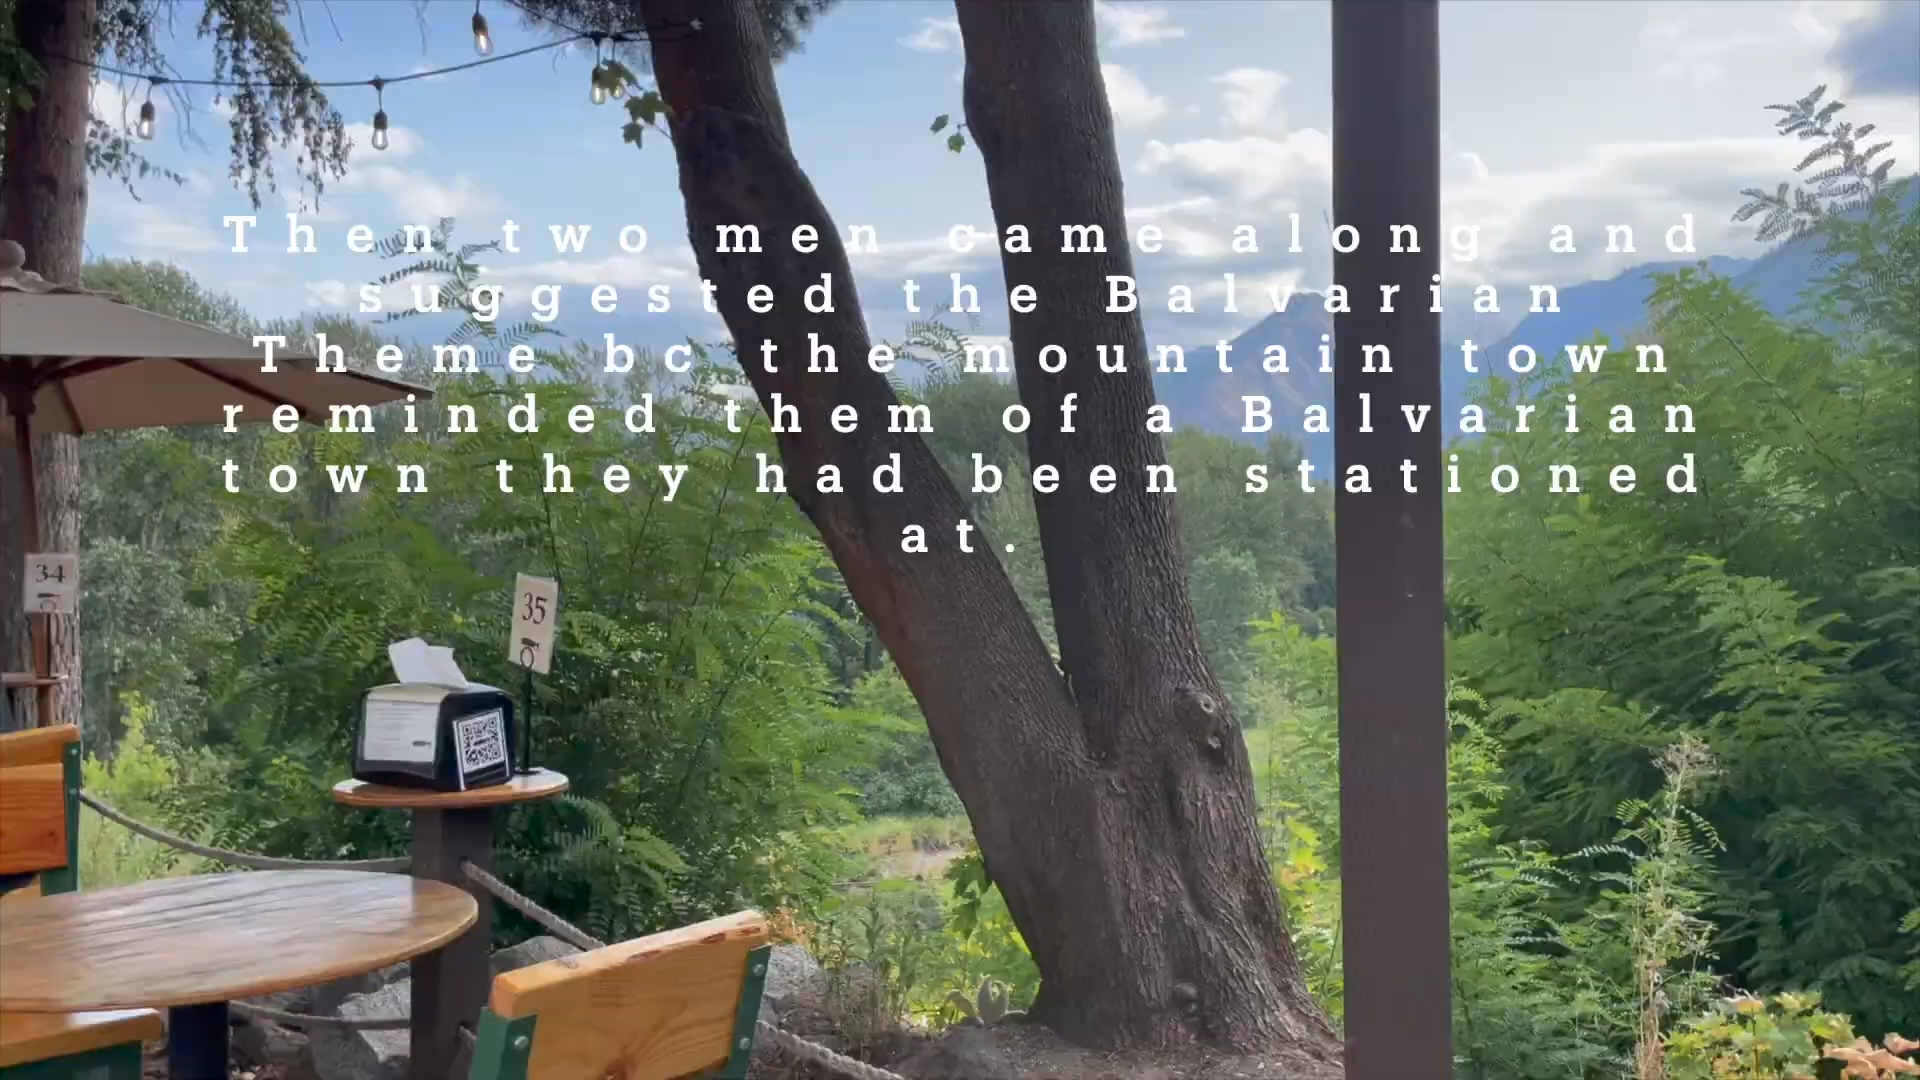 Then two men came along and
suggested the Balvarian
Theme bc the mountain town
reminded them of a Balvarian
town they had been stationed
at.
34
35